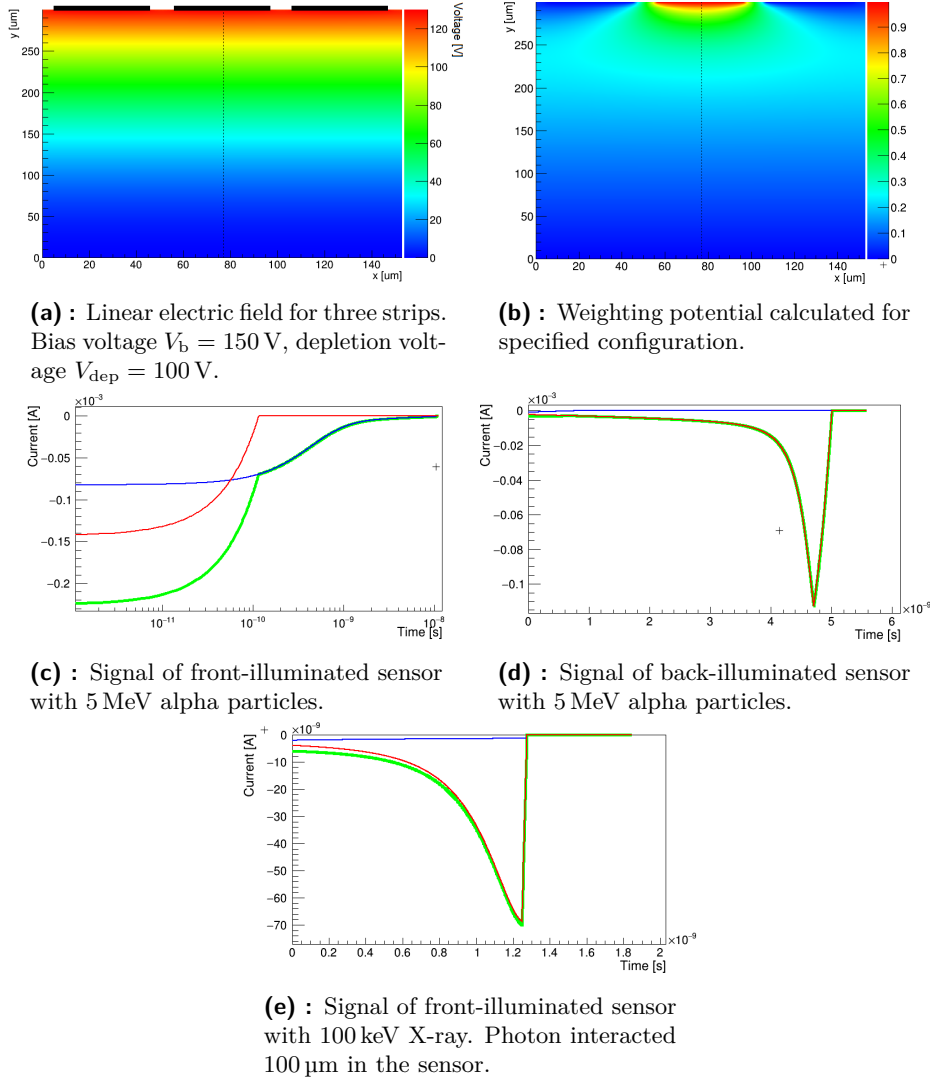 y [um]
Voltage [V]
250
200
150
100
50
0
120
100
80
60
40
20
0
0 20 40 60 80 100 120 140
x [um]
y [um]
300
250
200
150
100
50
0
0.9
0.8
0.7
0.6
0.5
0.4
0.3
0.2
0.1
0 20 40 60 80 100 120 140
x [um]
(a) : Linear electric field for three strips.
Bias voltage Vb = 150 V, depletion volt-
age Vdep = 100 V.
(b) : Weighting potential calculated for
specified configuration.
×10⁻³
Current [A]
0
−0.05
−0.1
−0.15
−0.2
10⁻¹¹ 10⁻¹⁰ 10⁻⁹ 10⁻⁸
Time [s]
×10⁻³
Current [A]
0
−0.02
−0.04
−0.06
−0.08
−0.1
0 1 2 3 4 5 6
×10⁻⁹
Time [s]
(c) : Signal of front-illuminated sensor
with 5 MeV alpha particles.
(d) : Signal of back-illuminated sensor
with 5 MeV alpha particles.
×10⁻⁹
Current [A]
0
−10
−20
−30
−40
−50
−60
−70
0 0.2 0.4 0.6 0.8 1 1.2 1.4 1.6 1.8 2
×10⁻⁹
Time [s]
(e) : Signal of front-illuminated sensor
with 100 keV X-ray. Photon interacted
100 µm in the sensor.